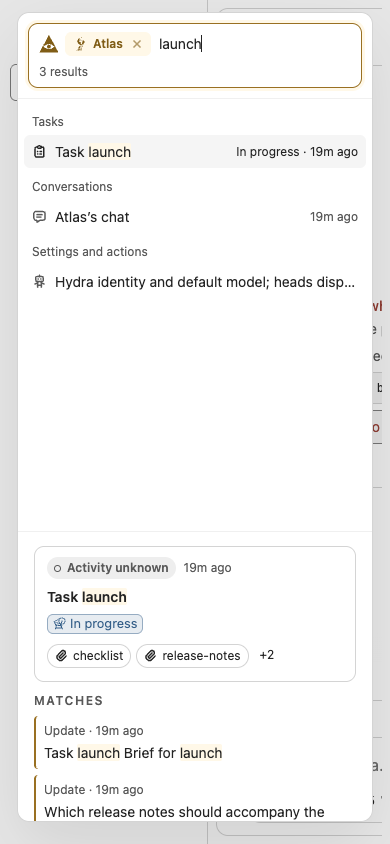 Atlas × launch
3 results
Tasks
Task launch In progress · 19m ago
Conversations
Atlas's chat 19m ago
Settings and actions
Hydra identity and default model; heads disp...
Activity unknown 19m ago
Task launch
In progress
checklist release-notes +2
MATCHES
Update · 19m ago
Task launch Brief for launch
Update · 19m ago
Which release notes should accompany the